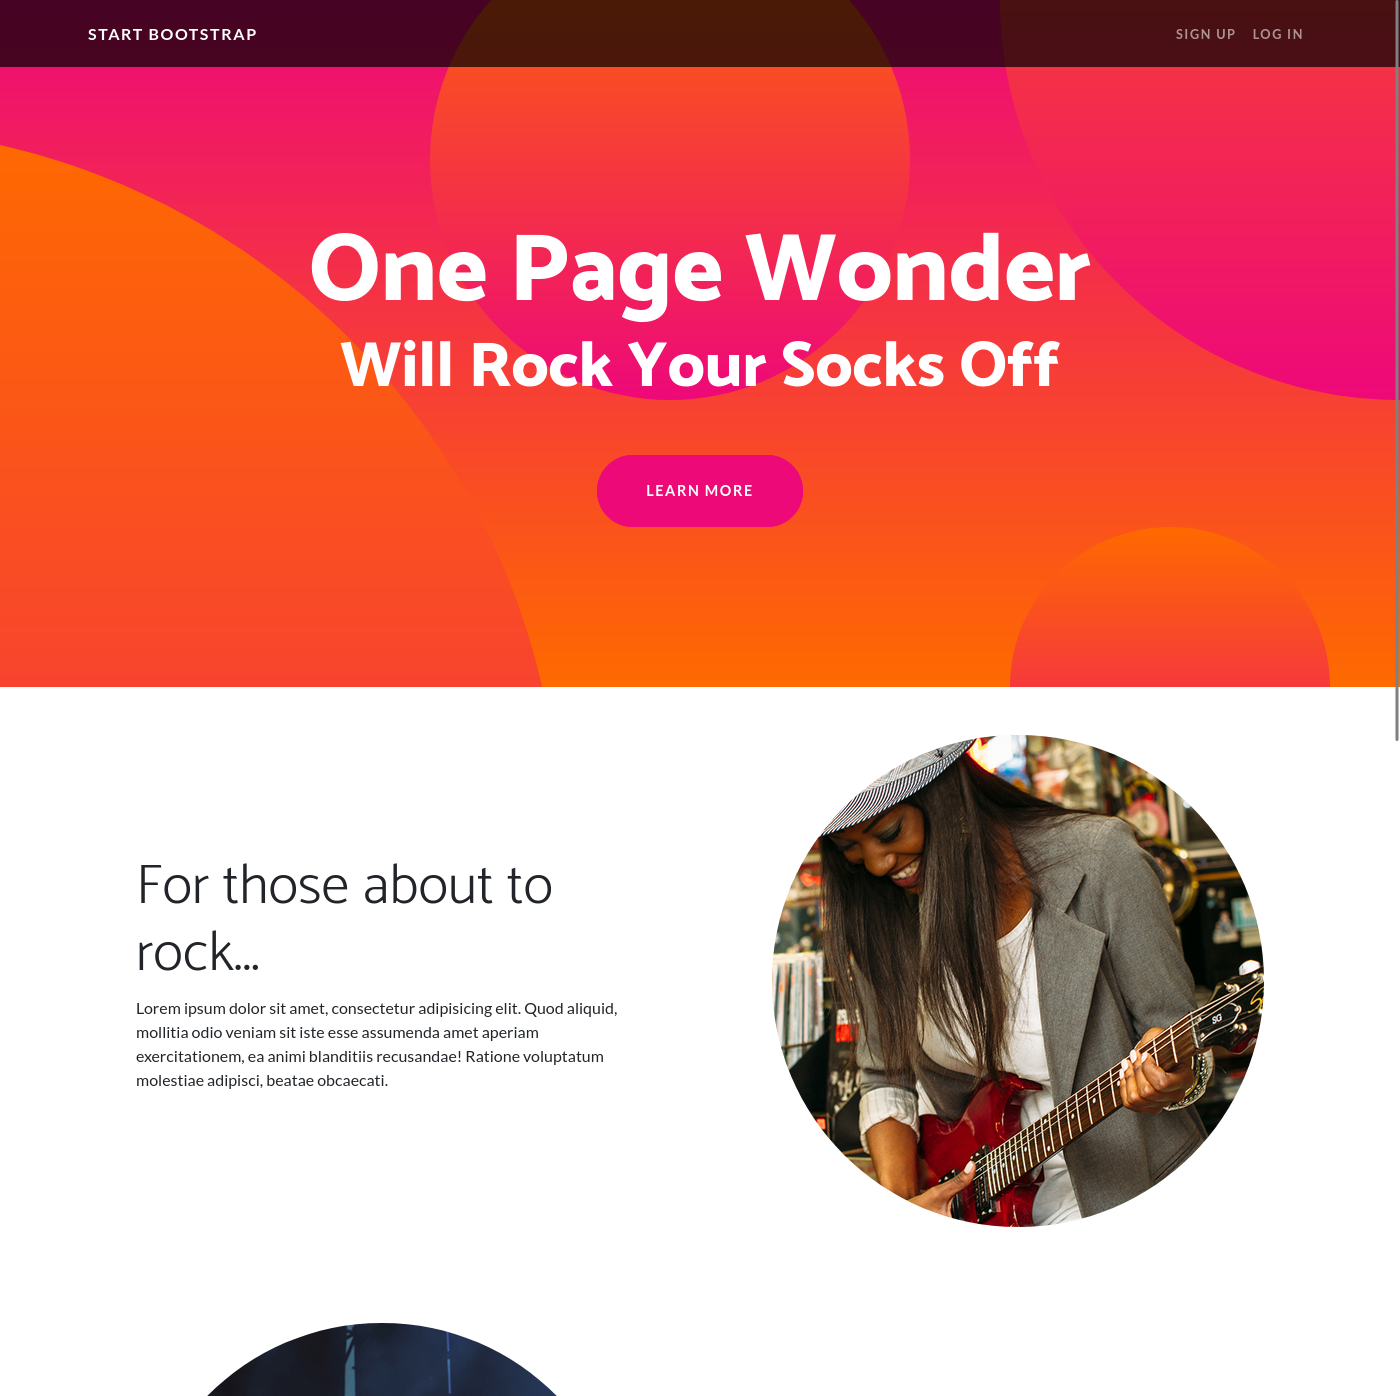 START BOOTSTRAP
SIGN UP LOG IN
One Page Wonder
Will Rock Your Socks Off
LEARN MORE
For those about to
rock...
Lorem ipsum dolor sit amet, consectetur adipisicing elit. Quod aliquid,
mollitia odio veniam sit iste esse assumenda amet aperiam
exercitationem, ea animi blanditiis recusandae! Ratione voluptatum
molestiae adipisci, beatae obcaecati.
SG